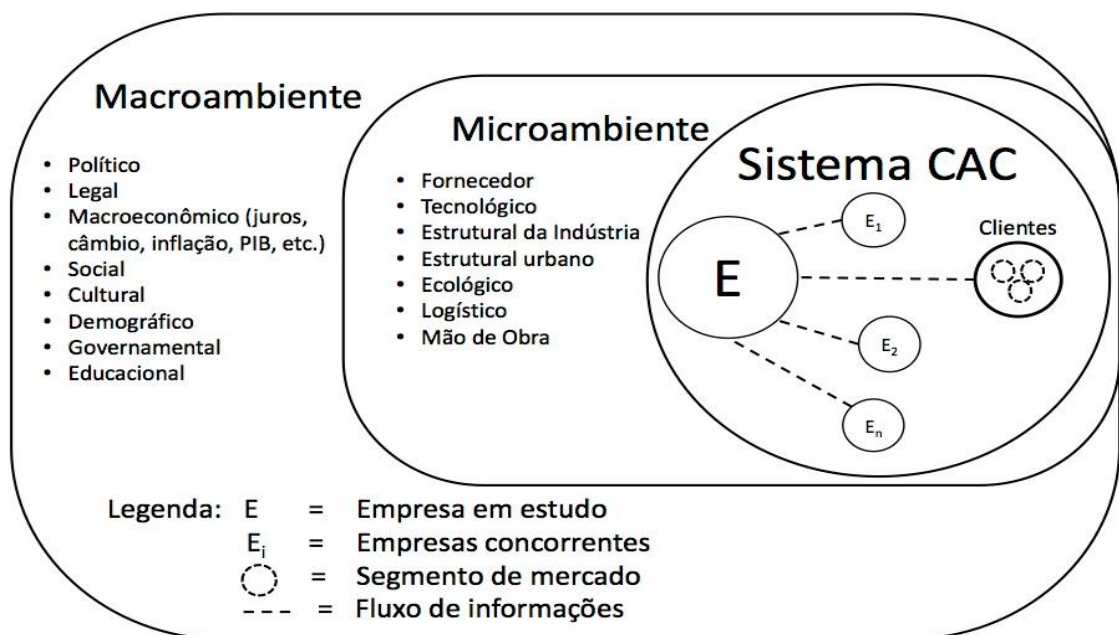 Macroambiente
• Político
• Legal
• Macroeconômico (juros,
câmbio, inflação, PIB, etc.)
• Social
• Cultural
• Demográfico
• Governamental
• Educacional
Microambiente
• Fornecedor
• Tecnológico
• Estrutural da Indústria
• Estrutural urbano
• Ecológico
• Logístico
• Mão de Obra
Sistema CAC
E
E₁
Clientes
E₂
Eₙ
Legenda: E = Empresa em estudo
Eᵢ = Empresas concorrentes
= Segmento de mercado
---- = Fluxo de informações